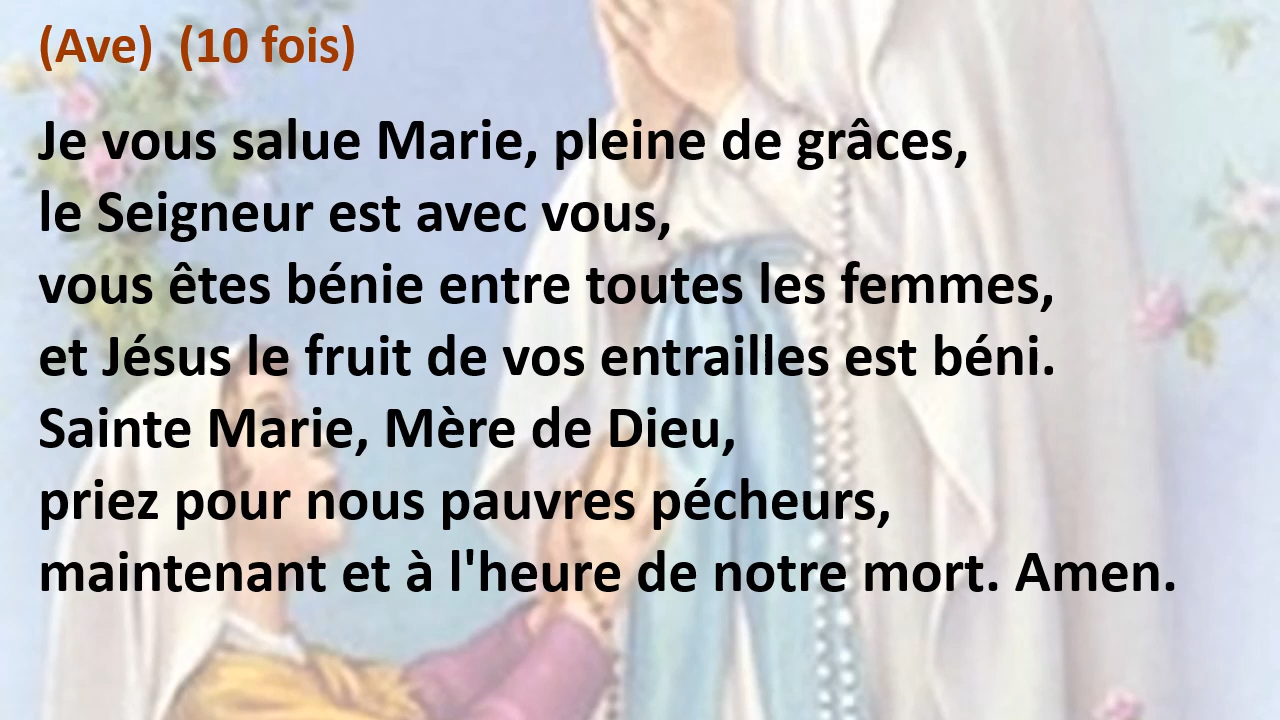 (Ave)  (10 fois)
Je vous salue Marie, pleine de grâces,
le Seigneur est avec vous,
vous êtes bénie entre toutes les femmes,
et Jésus le fruit de vos entrailles est béni.
Sainte Marie, Mère de Dieu,
priez pour nous pauvres pécheurs,
maintenant et à l'heure de notre mort. Amen.